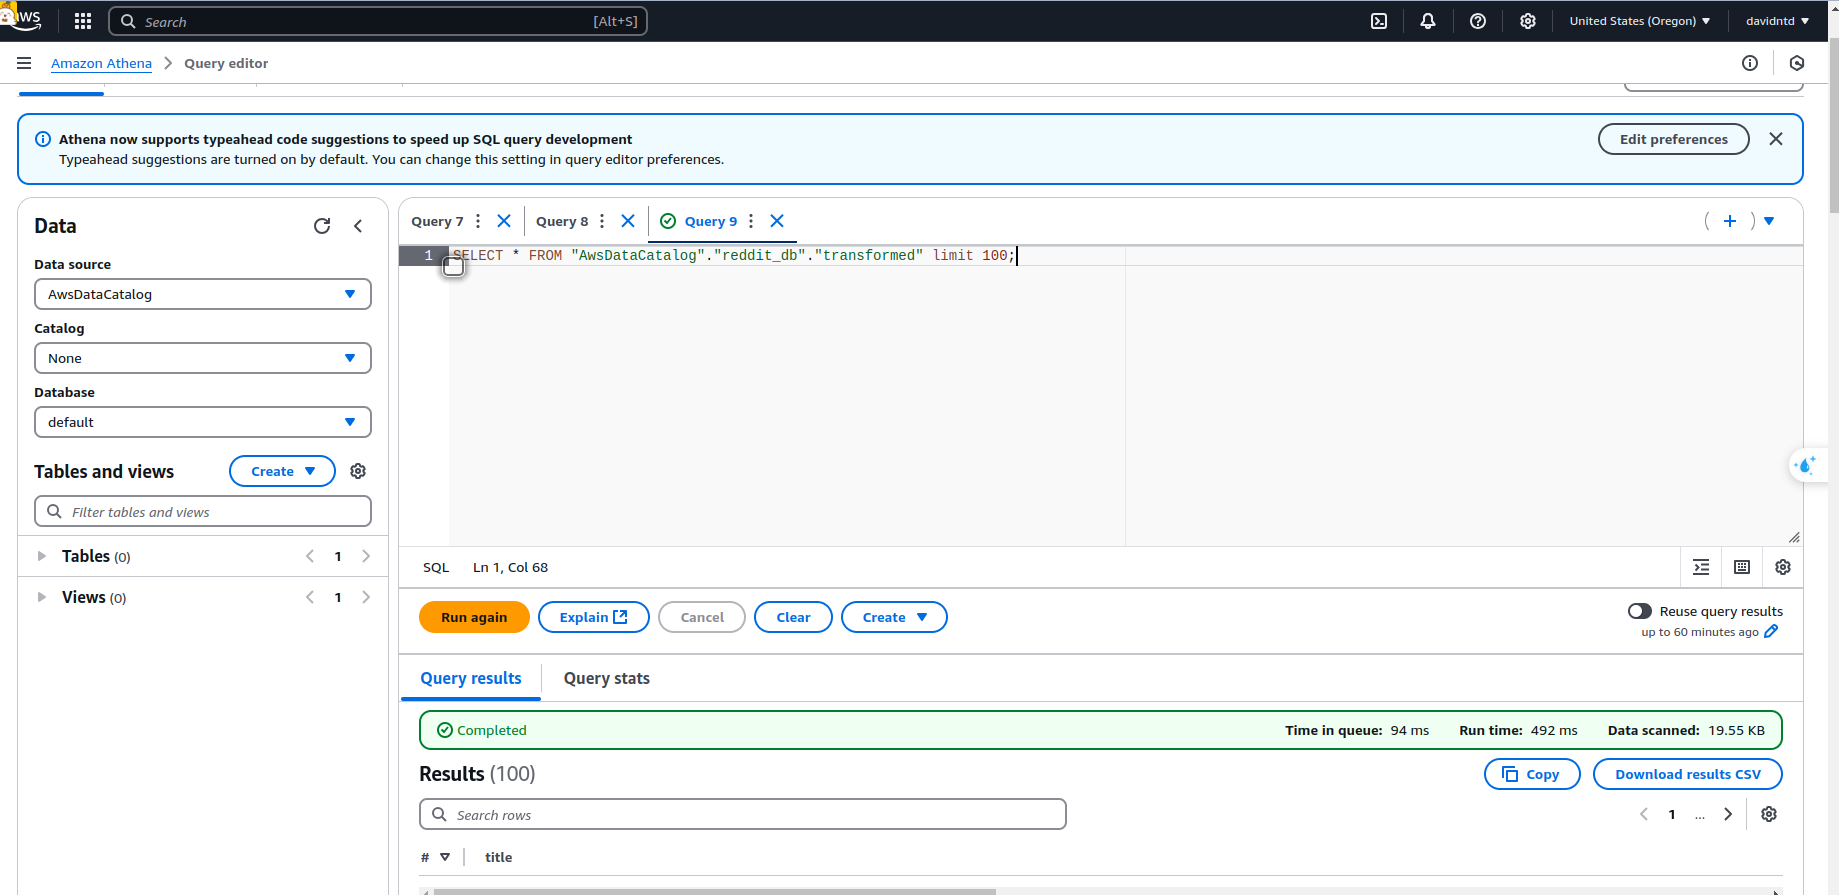 aws
Search [Alt+S] United States (Oregon) davidntd
Amazon Athena Query editor
Athena now supports typeahead code suggestions to speed up SQL query development
Typeahead suggestions are turned on by default. You can change this setting in query editor preferences.
Edit preferences
Data
Data source
AwsDataCatalog
Catalog
None
Database
default
Tables and views
Create
Filter tables and views
Tables (0) 1
Views (0) 1
Query 7 Query 8 Query 9
1 SELECT * FROM "AwsDataCatalog"."reddit_db"."transformed" limit 100;
SQL Ln 1, Col 68
Run again Explain Cancel Clear Create
Reuse query results
up to 60 minutes ago
Query results Query stats
Completed Time in queue: 94 ms Run time: 492 ms Data scanned: 19.55 KB
Results (100)
Copy Download results CSV
Search rows
1 ...
# title